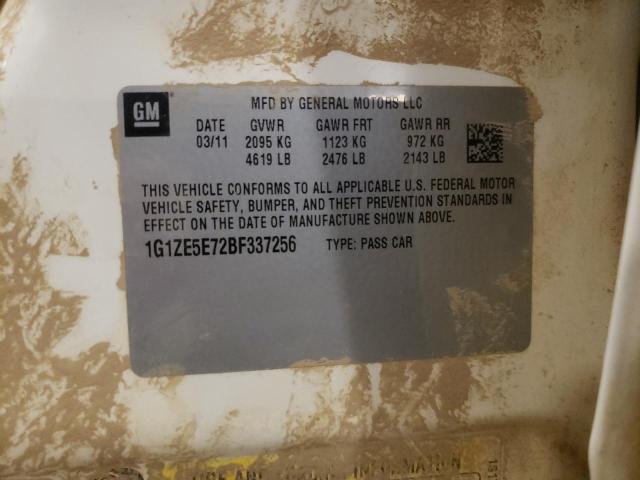 GM
MFD BY GENERAL MOTORS LLC
DATE GVWR GAWR FRT GAWR RR
03/11 2095 KG 1123 KG 972 KG
4619 LB 2476 LB 2143 LB
THIS VEHICLE CONFORMS TO ALL APPLICABLE U.S. FEDERAL MOTOR
VEHICLE SAFETY, BUMPER, AND THEFT PREVENTION STANDARDS IN
EFFECT ON THE DATE OF MANUFACTURE SHOWN ABOVE.
1G1ZE5E72BF337256 TYPE: PASS CAR
INFORMATION